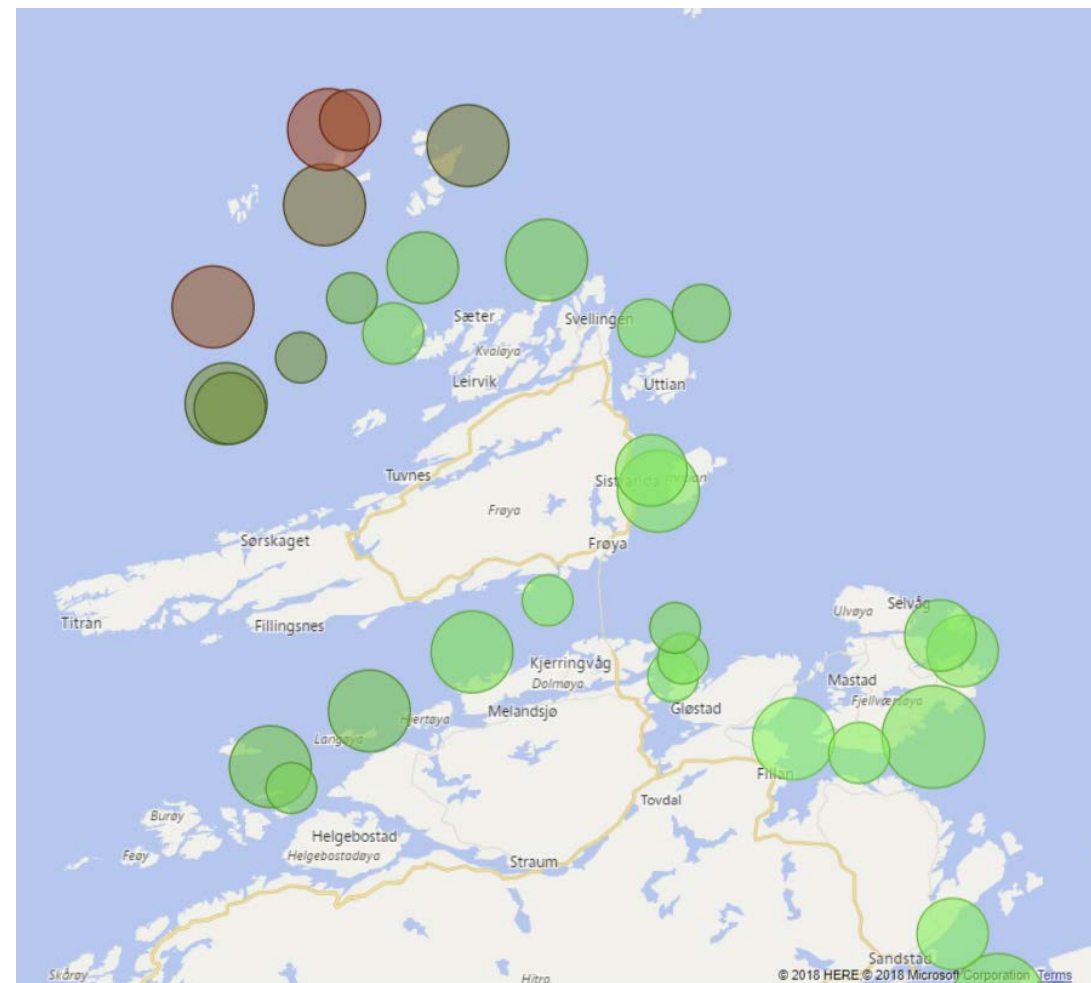 Sæter
Svellingen
Kvaløya
Leirvik
Uttian
Tuvnes
Frøya
Sørskaget
Frøya
Titran
Fillingsnes
Ulvøya
Selvåg
Kjerringvåg
Dolmøya
Mastad
Fjellværsøya
Melandsjø
Gløstad
Hjertøya
Langøya
Fillan
Tovdal
Burøy
Helgebostad
Feøy
Helgebostadøya
Straum
Sandstad
Skårøy
Hitra
© 2018 HERE,© 2018 Microsoft Corporation Terms